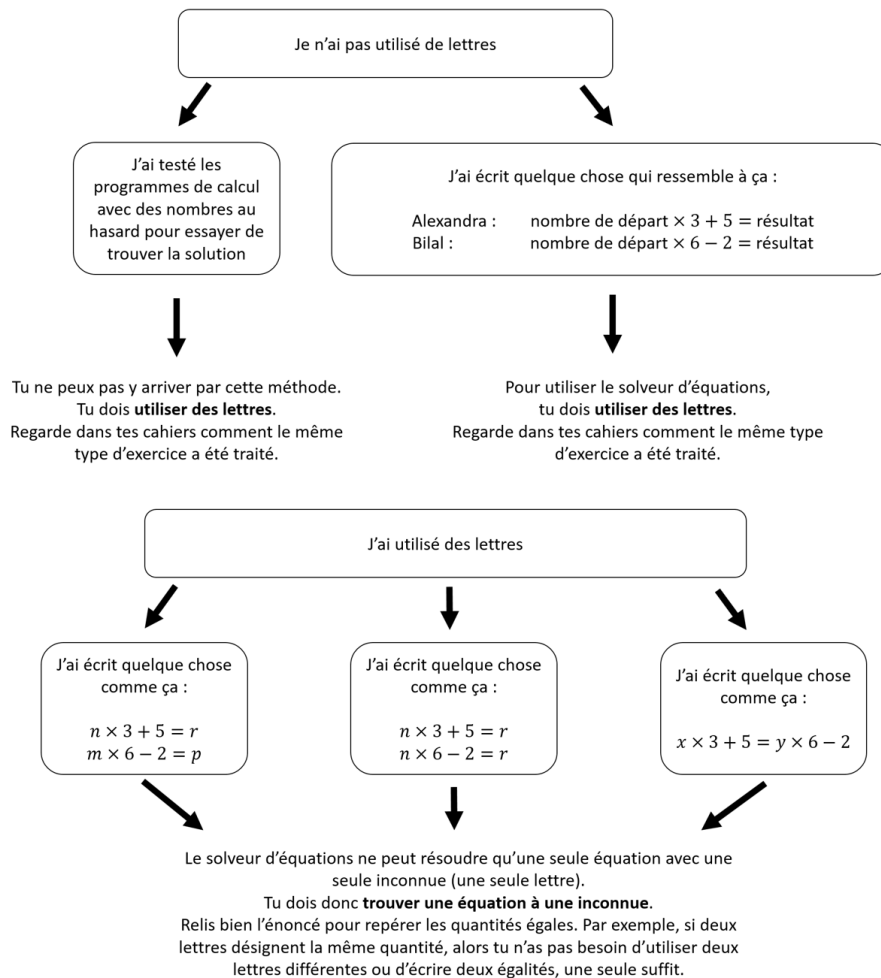 Je n'ai pas utilisé de lettres
J'ai testé les
programmes de calcul
avec des nombres au
hasard pour essayer de
trouver la solution
J'ai écrit quelque chose qui ressemble à ça :
Alexandra : nombre de départ × 3 + 5 = résultat
Bilal : nombre de départ × 6 − 2 = résultat
Tu ne peux pas y arriver par cette méthode.
Tu dois utiliser des lettres.
Regarde dans tes cahiers comment le même
type d'exercice a été traité.
Pour utiliser le solveur d'équations,
tu dois utiliser des lettres.
Regarde dans tes cahiers comment le même type
d'exercice a été traité.
J'ai utilisé des lettres
J'ai écrit quelque chose
comme ça :
n × 3 + 5 = r
m × 6 − 2 = p
J'ai écrit quelque chose
comme ça :
n × 3 + 5 = r
n × 6 − 2 = r
J'ai écrit quelque chose
comme ça :
x × 3 + 5 = y × 6 − 2
Le solveur d'équations ne peut résoudre qu'une seule équation avec une
seule inconnue (une seule lettre).
Tu dois donc trouver une équation à une inconnue.
Relis bien l'énoncé pour repérer les quantités égales. Par exemple, si deux
lettres désignent la même quantité, alors tu n'as pas besoin d'utiliser deux
lettres différentes ou d'écrire deux égalités, une seule suffit.